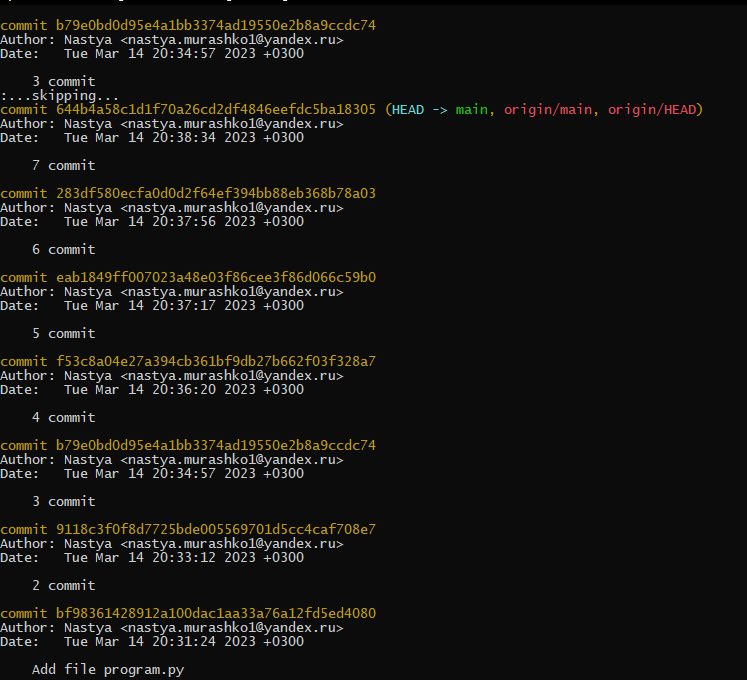 commit b79e0bd0d95e4a1bb3374ad19550e2b8a9ccdc74
Author: Nastya <nastya.murashko1@yandex.ru>
Date:   Tue Mar 14 20:34:57 2023 +0300
    3 commit
:...skipping...
commit 644b4a58c1d1f70a26cd2df4846eefdc5ba18305 (HEAD -> main, origin/main, origin/HEAD)
Author: Nastya <nastya.murashko1@yandex.ru>
Date:   Tue Mar 14 20:38:34 2023 +0300
    7 commit
commit 283df580ecfa0d0d2f64ef394bb88eb368b78a03
Author: Nastya <nastya.murashko1@yandex.ru>
Date:   Tue Mar 14 20:37:56 2023 +0300
    6 commit
commit eab1849ff007023a48e03f86cee3f86d066c59b0
Author: Nastya <nastya.murashko1@yandex.ru>
Date:   Tue Mar 14 20:37:17 2023 +0300
    5 commit
commit f53c8a04e27a394cb361bf9db27b662f03f328a7
Author: Nastya <nastya.murashko1@yandex.ru>
Date:   Tue Mar 14 20:36:20 2023 +0300
    4 commit
commit b79e0bd0d95e4a1bb3374ad19550e2b8a9ccdc74
Author: Nastya <nastya.murashko1@yandex.ru>
Date:   Tue Mar 14 20:34:57 2023 +0300
    3 commit
commit 9118c3f0f8d7725bde005569701d5cc4caf708e7
Author: Nastya <nastya.murashko1@yandex.ru>
Date:   Tue Mar 14 20:33:12 2023 +0300
    2 commit
commit bf98361428912a100dac1aa33a76a12fd5ed4080
Author: Nastya <nastya.murashko1@yandex.ru>
Date:   Tue Mar 14 20:31:24 2023 +0300
    Add file program.py